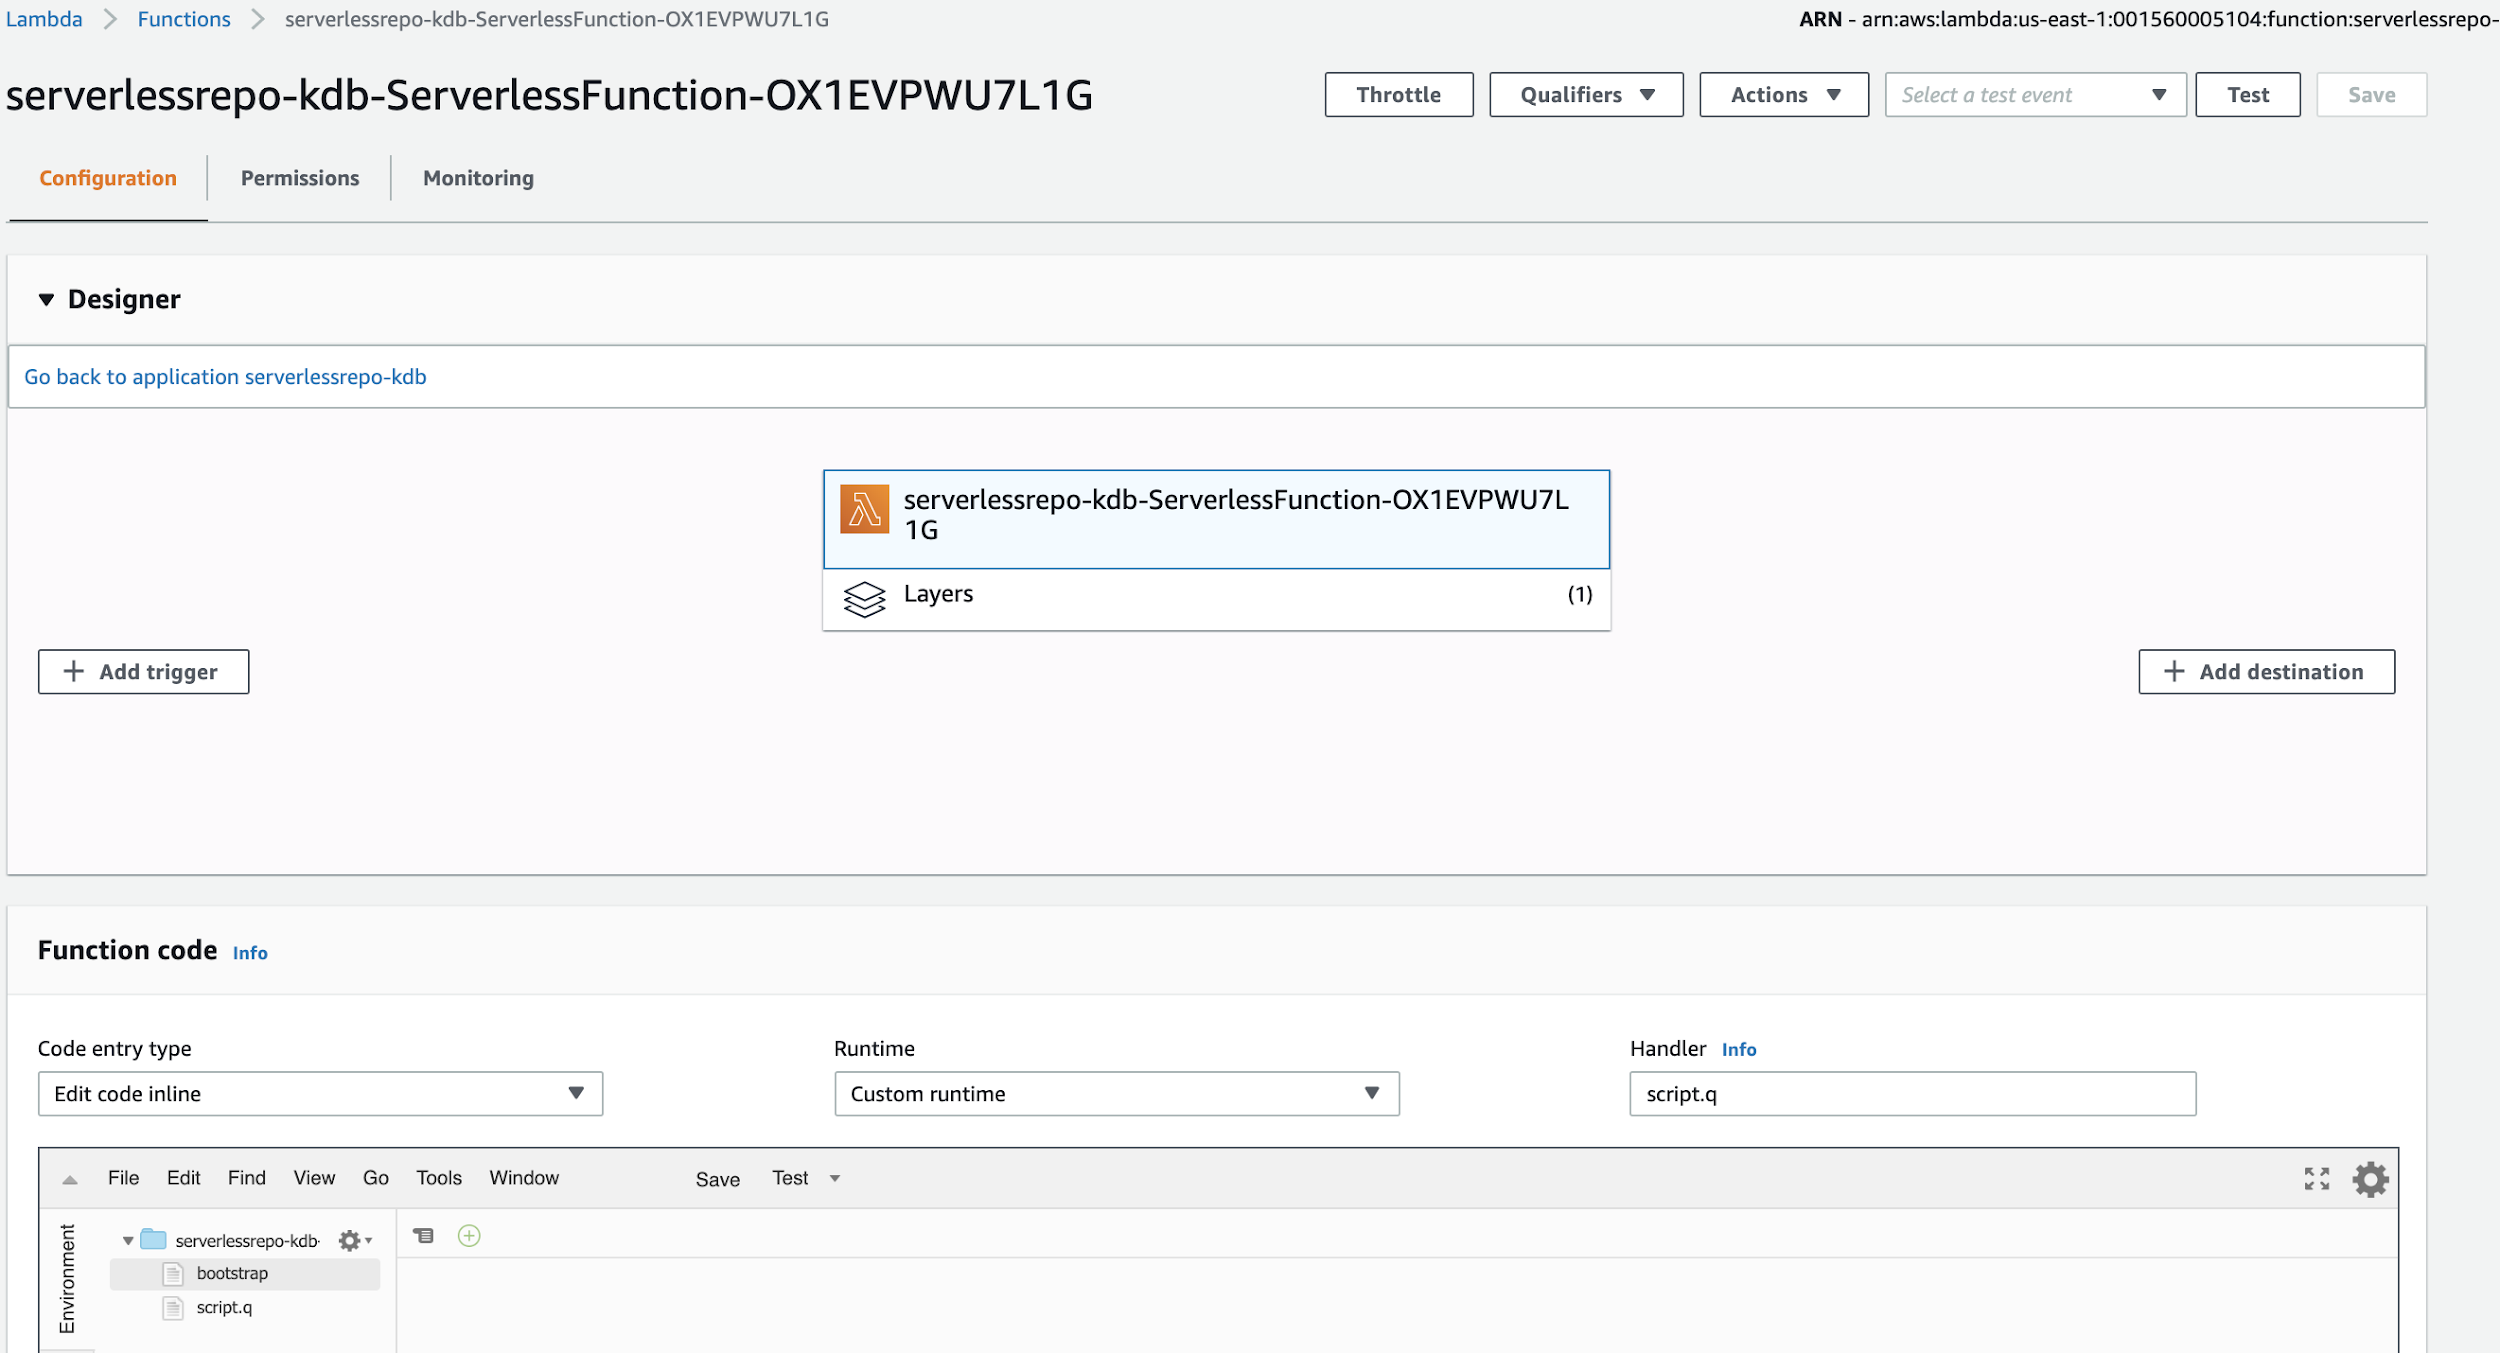 Lambda > Functions > serverlessrepo-kdb-ServerlessFunction-OX1EVPWU7L1G
ARN - arn:aws:lambda:us-east-1:001560005104:function:serverlessrepo-
serverlessrepo-kdb-ServerlessFunction-OX1EVPWU7L1G
Throttle Qualifiers Actions Select a test event Test Save
Configuration Permissions Monitoring
Designer
Go back to application serverlessrepo-kdb
serverlessrepo-kdb-ServerlessFunction-OX1EVPWU7L
1G
Layers (1)
+ Add trigger + Add destination
Function code Info
Code entry type Runtime Handler Info
Edit code inline Custom runtime script.q
File Edit Find View Go Tools Window Save Test
Environment
serverlessrepo-kdb-
bootstrap
script.q